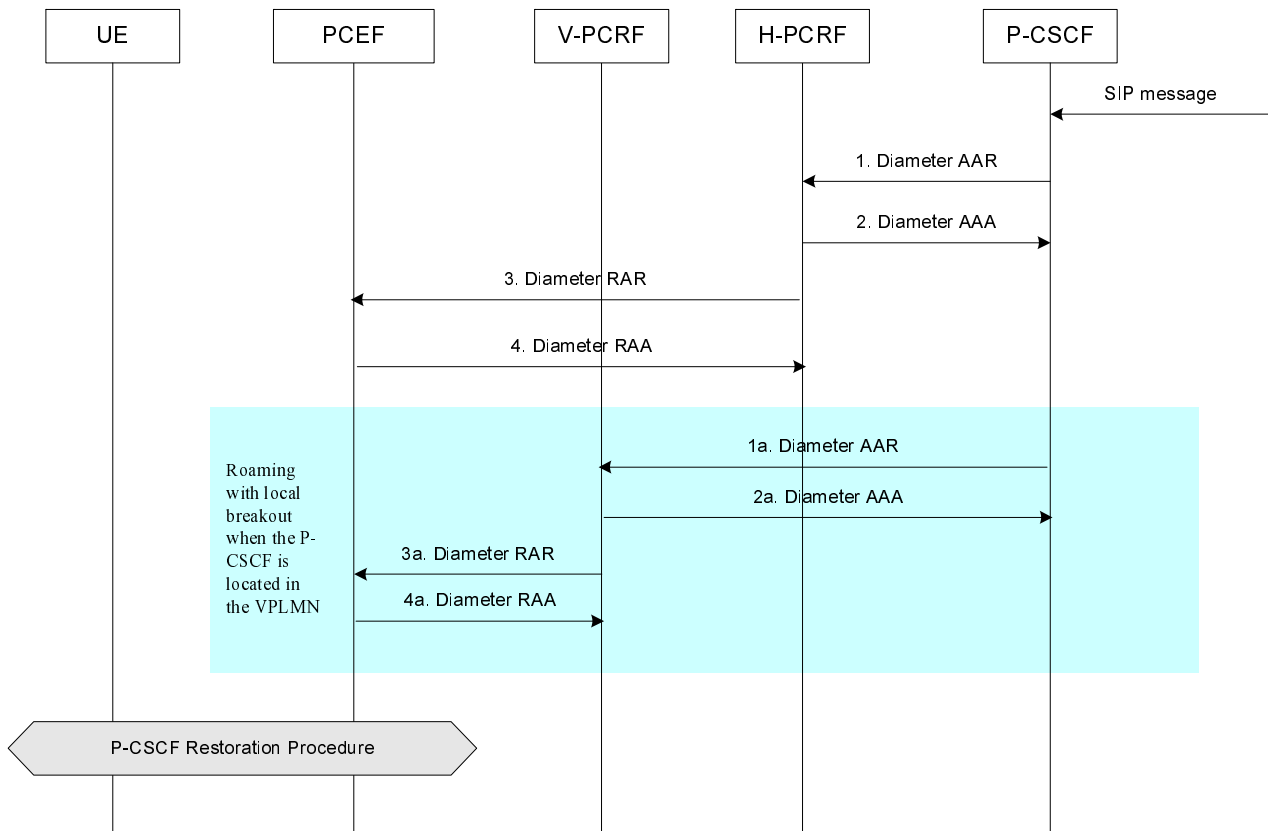 UE
PCEF
V-PCRF
H-PCRF
P-CSCF
SIP message
1. Diameter AAR
2. Diameter AAA
3. Diameter RAR
4. Diameter RAA
1a. Diameter AAR
2a. Diameter AAA
3a. Diameter RAR
4a. Diameter RAA
Roaming
with local
breakout
when the P-
CSCF is
located in
the VPLMN
P-CSCF Restoration Procedure